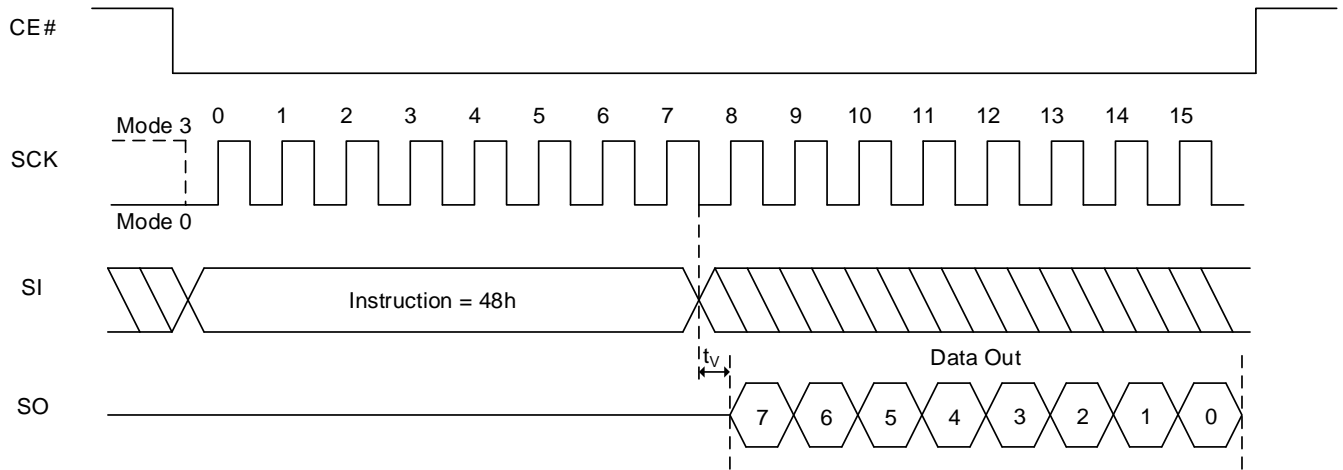 CE#
0 1 2 3 4 5 6 7 8 9 10 11 12 13 14 15
Mode 3
SCK
Mode 0
SI
Instruction = 48h
tV
Data Out
SO
7 6 5 4 3 2 1 0